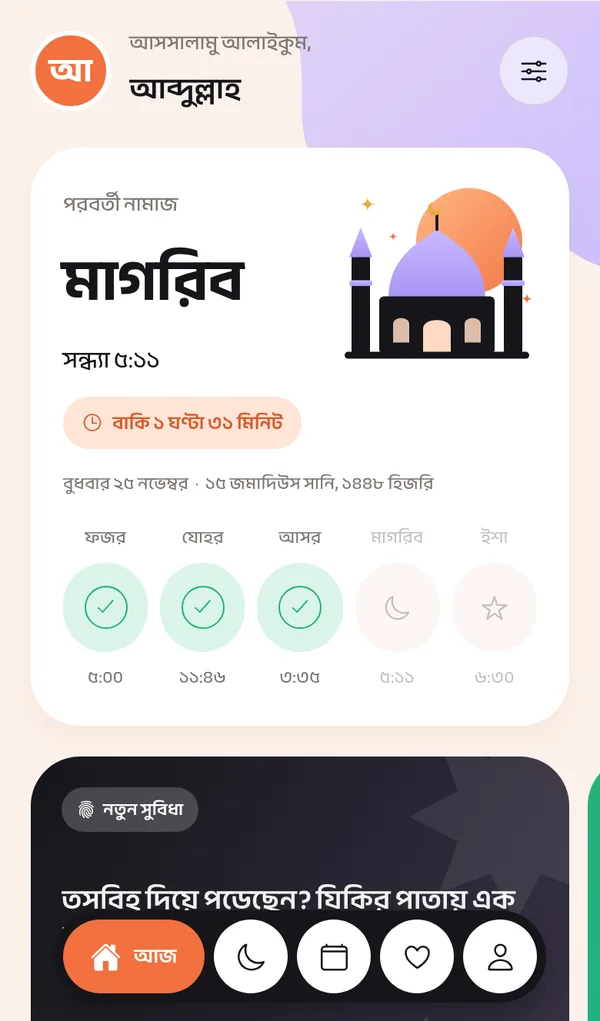 আ
আসসালামু আলাইকুম,
আব্দুল্লাহ
পরবর্তী নামাজ
মাগরিব
সন্ধ্যা ৫:১১
বাকি ১ ঘণ্টা ৩১ মিনিট
বুধবার ২৫ নভেম্বর · ১৫ জমাদিউস সানি, ১৪৪৮ হিজরি
ফজর যোহর আসর মাগরিব ইশা
৫:০০ ১১:৪৬ ৩:৩৫ ৫:১১ ৬:৩০
নতুন সুবিধা
তসবিহ দিয়ে পড়েছেন? যিকির পাতায় এক
আজ